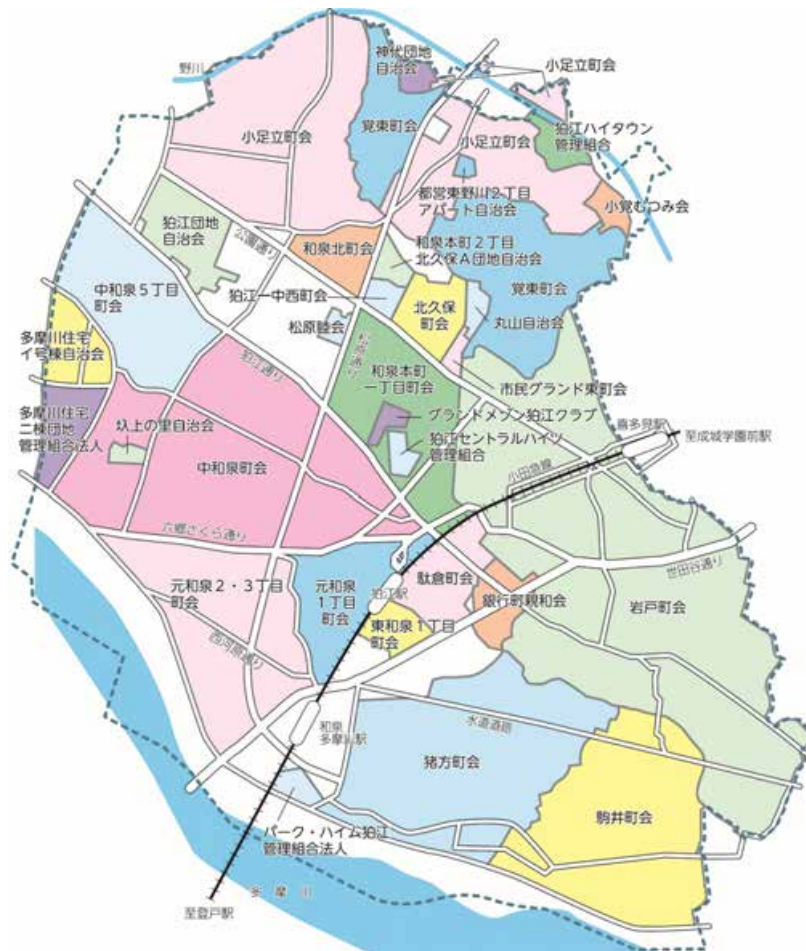 神代団地
自治会
小足立町会
野川
覚東町会
小足立町会
小足立町会
狛江ハイタウン
管理組合
都営東野川2丁目
アパート自治会
小覚むつみ会
狛江団地
自治会
公園通り
和泉北町会
和泉本町2丁目
北久保A団地自治会
覚東町会
中和泉5丁目
町会
狛江一中西町会
北久保
町会
丸山自治会
多摩川住宅
イ号棟自治会
松原睦会
松原通り
狛江通り
和泉本町
一丁目町会
市民グランド東町会
多摩川住宅
ニ棟団地
管理組合法人
グランドメゾン狛江クラブ
喜多見駅
至成城学園前駅
狛江セントラルハイツ
管理組合
小田急線
中和泉町会
六郷さくら通り
世田谷通り
元和泉2・3丁目
町会
元和泉
1丁目
町会
狛江駅
駄倉町会
銀行町親和会
岩戸町会
東和泉1丁目
町会
西河原通り
和泉
多摩川駅
水道道路
猪方町会
駒井町会
パーク・ハイム狛江
管理組合法人
多摩川
至登戸駅